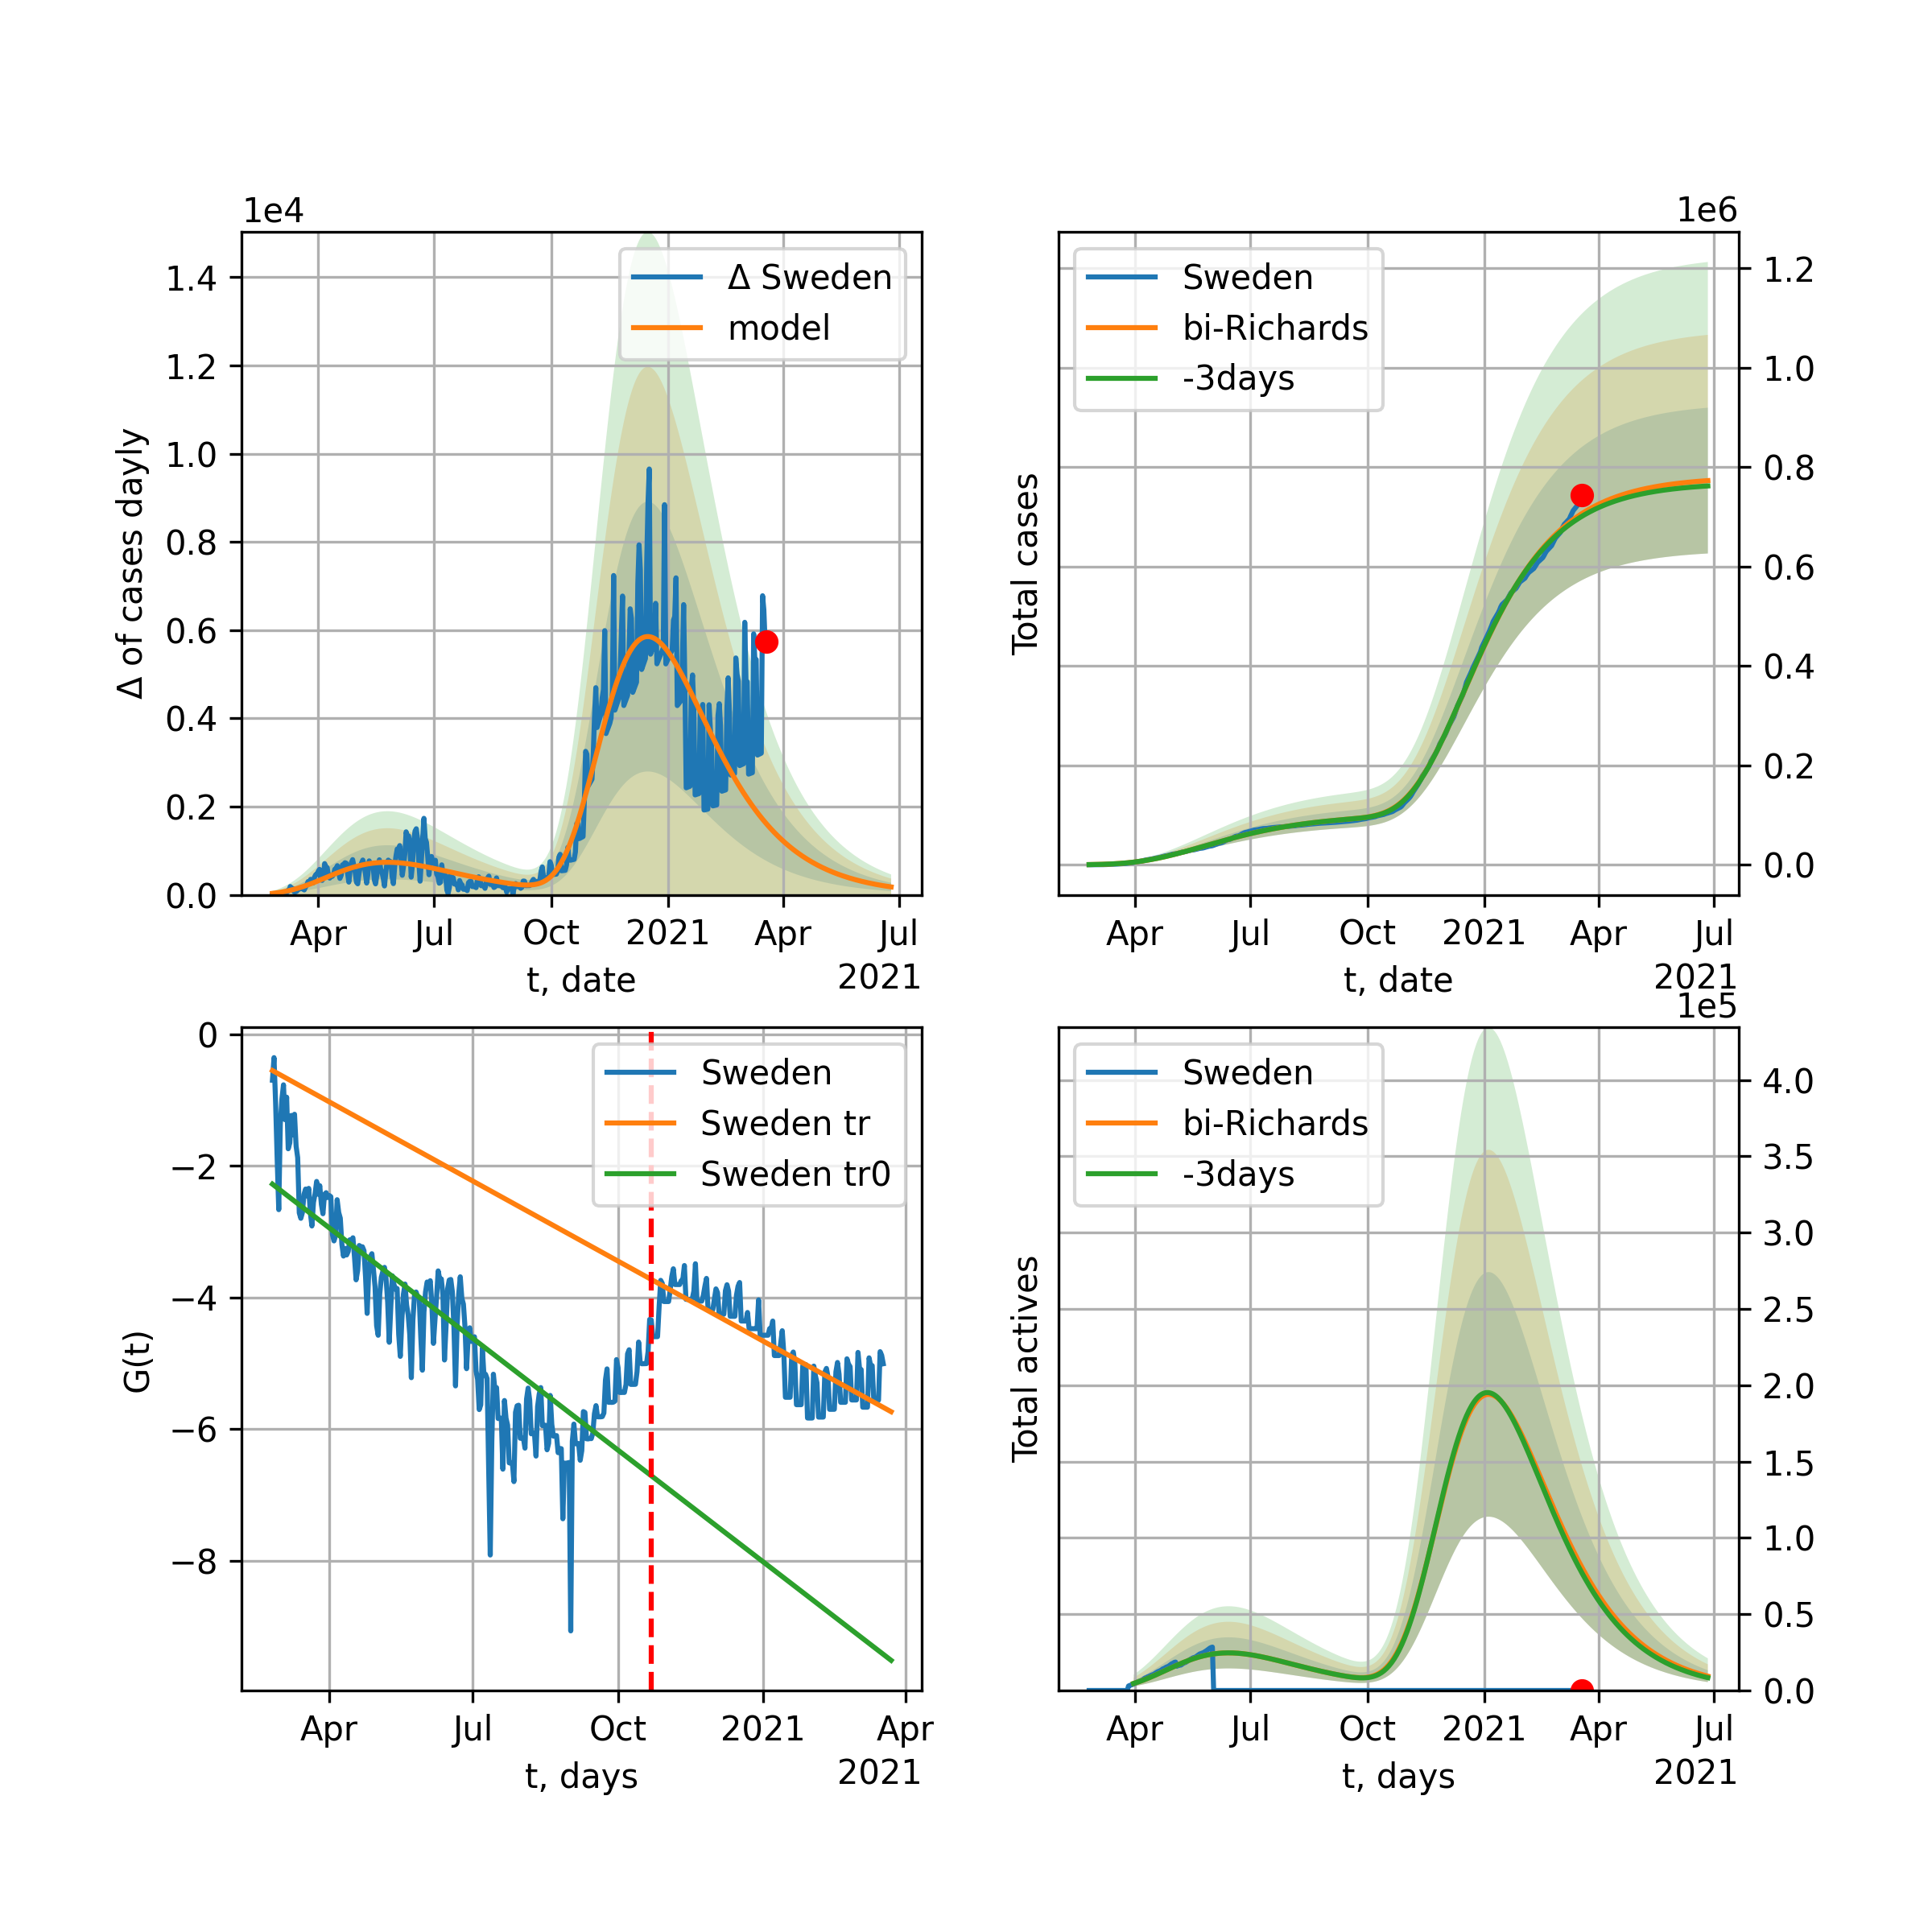 1e4
Δ of cases dayly
1.4
1.2
1.0
0.8
0.6
0.4
0.2
0.0
Δ Sweden
model
Apr Jul Oct 2021 Apr Jul
t, date
2021
1e6
Total cases
Sweden
bi-Richards
-3days
1.2
1.0
0.8
0.6
0.4
0.2
0.0
Apr Jul Oct 2021 Apr Jul
t, date
2021
G(t)
0
−2
−4
−6
−8
Sweden
Sweden tr
Sweden tr0
Apr Jul Oct 2021 Apr
t, days
2021
1e5
Total actives
Sweden
bi-Richards
-3days
4.0
3.5
3.0
2.5
2.0
1.5
1.0
0.5
0.0
Apr Jul Oct 2021 Apr Jul
t, days
2021